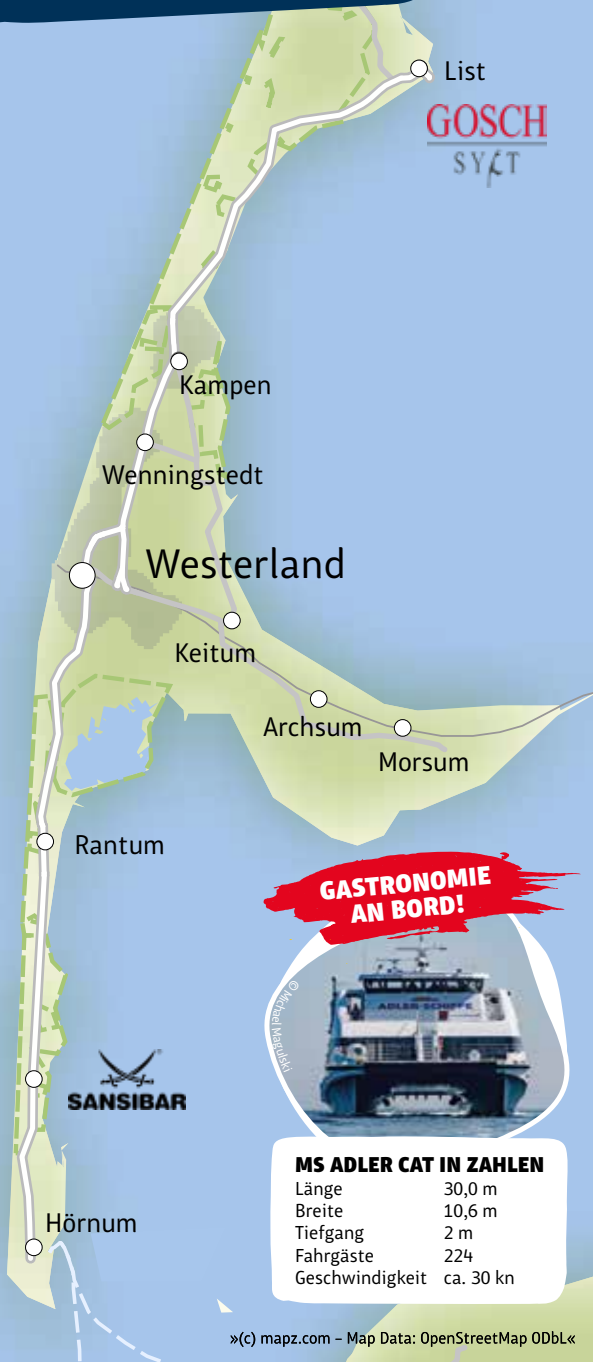 List
GOSCH
SYLT
Kampen
Wenningstedt
Westerland
Keitum
Archsum
Morsum
Rantum
GASTRONOMIE
AN BORD!
© Michael Magulski
ADLER-SCHIFFE
SANSIBAR
MS ADLER CAT IN ZAHLEN
Länge 30,0 m
Breite 10,6 m
Tiefgang 2 m
Fahrgäste 224
Geschwindigkeit ca. 30 kn
Hörnum
»(c) mapz.com – Map Data: OpenStreetMap ODbL«